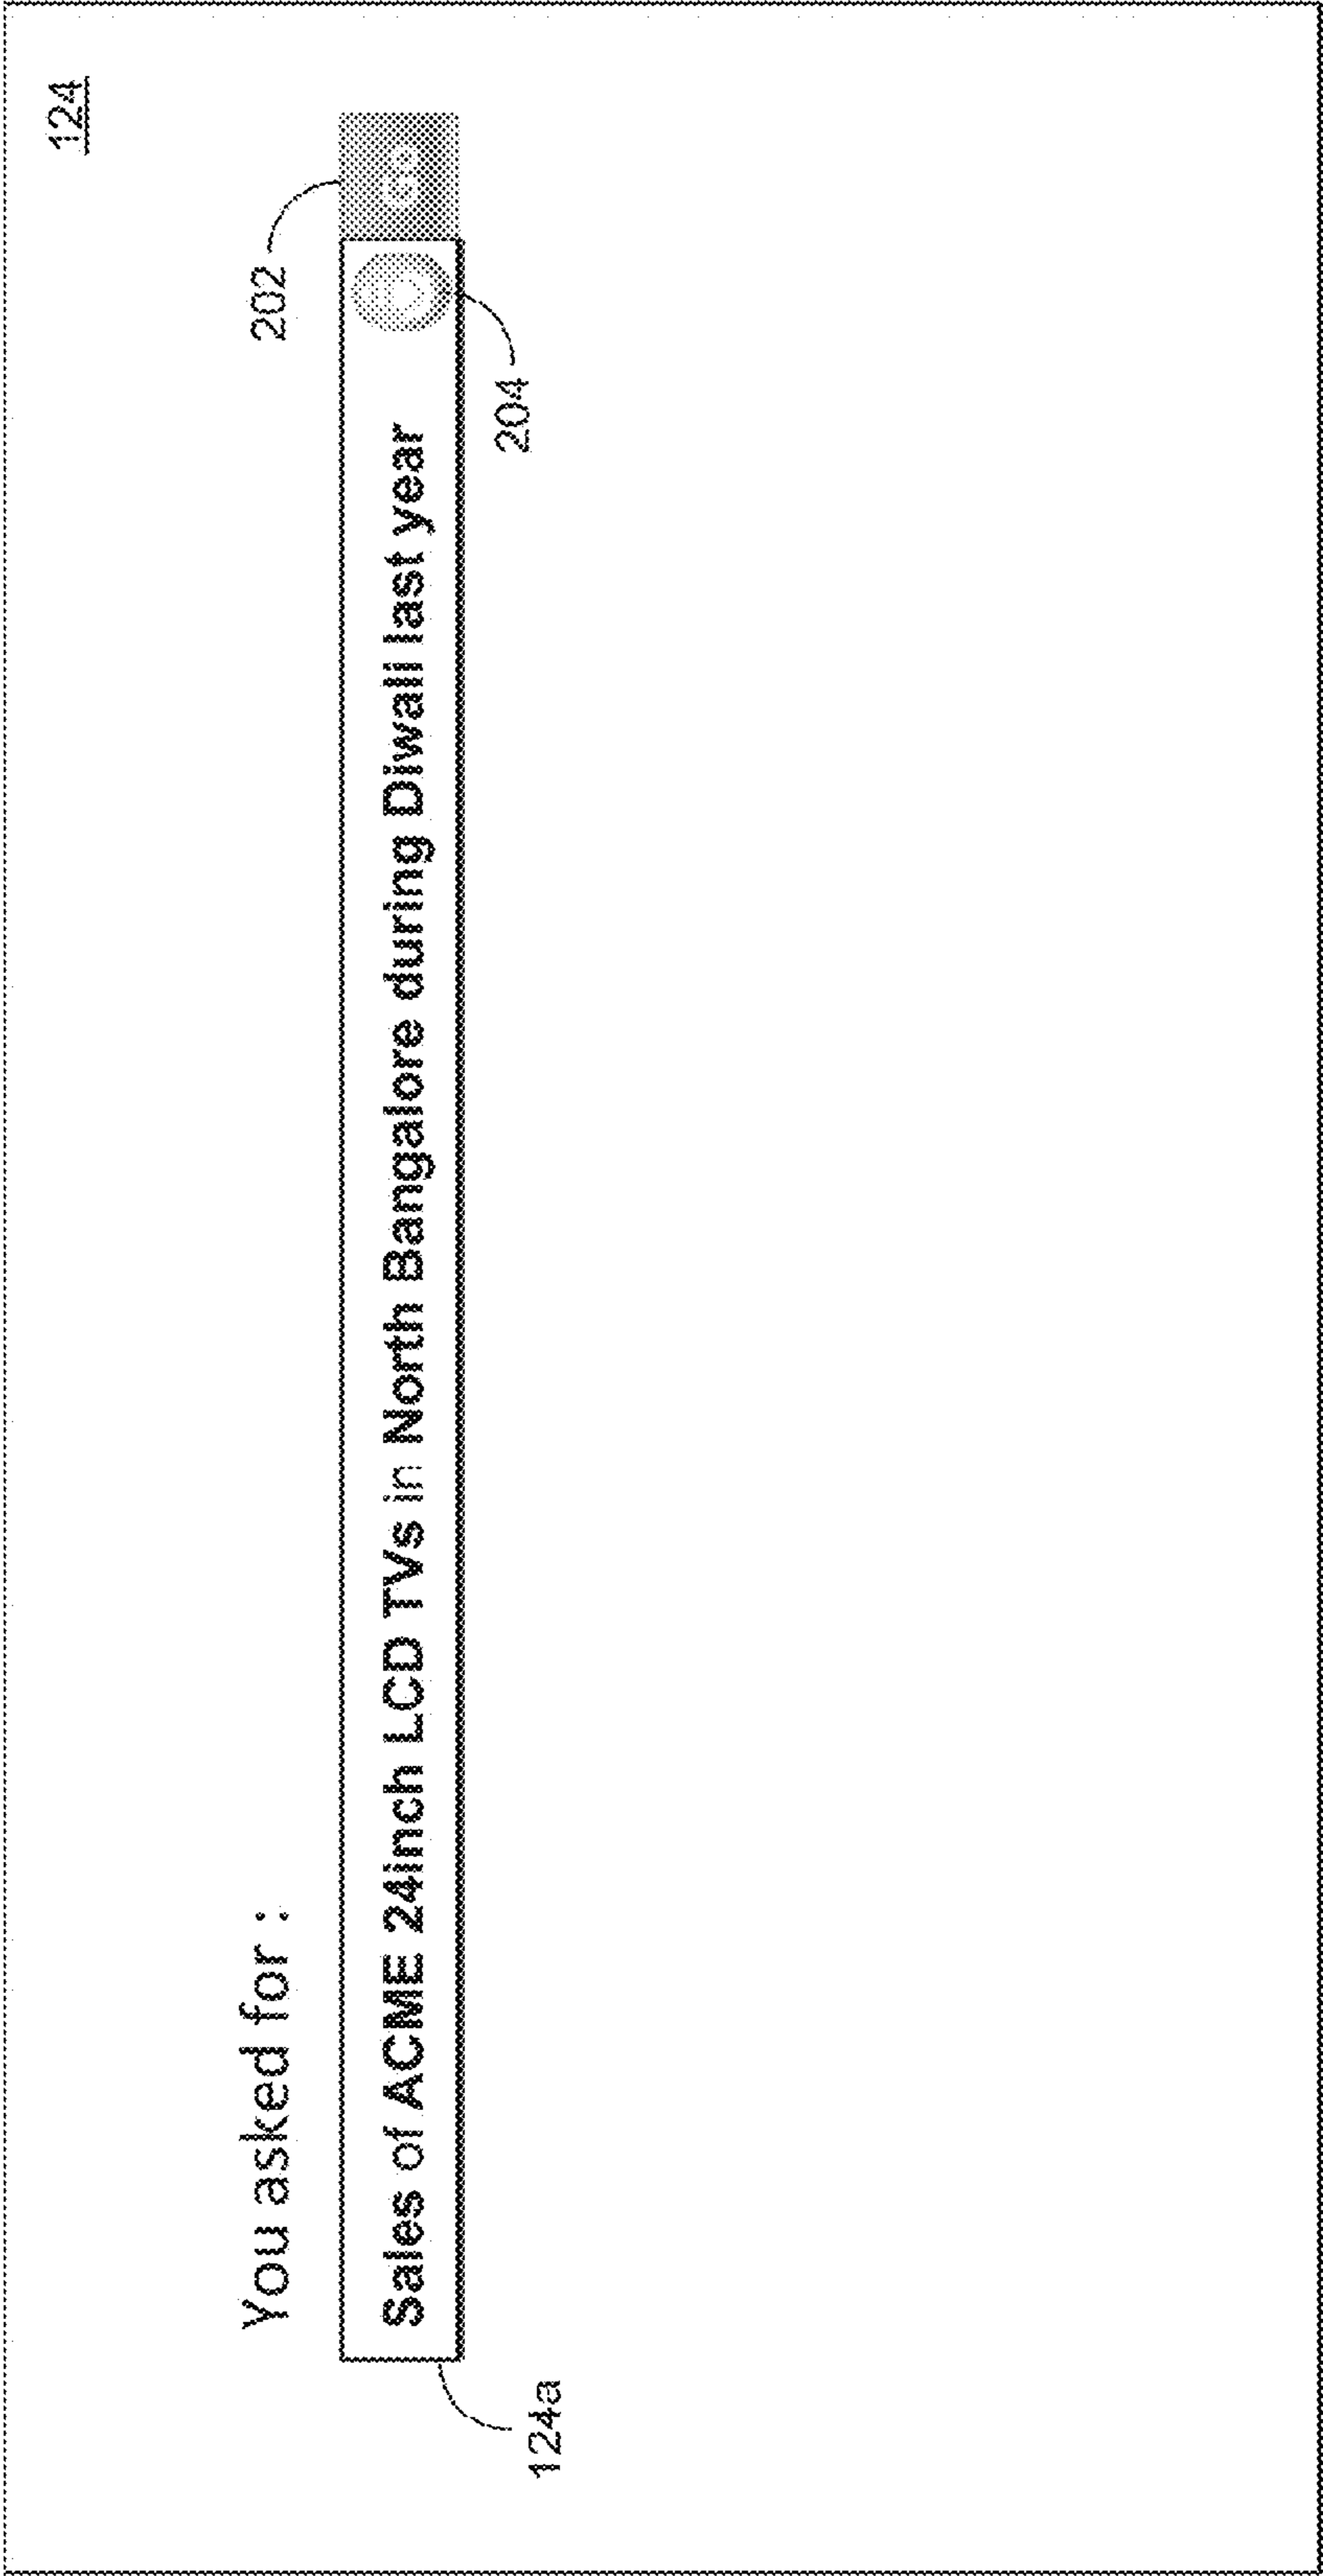 124
You asked for :
202
Sales of ACME 24inch LCD TVs in North Bangalore during Diwali last year
Go
204
124a